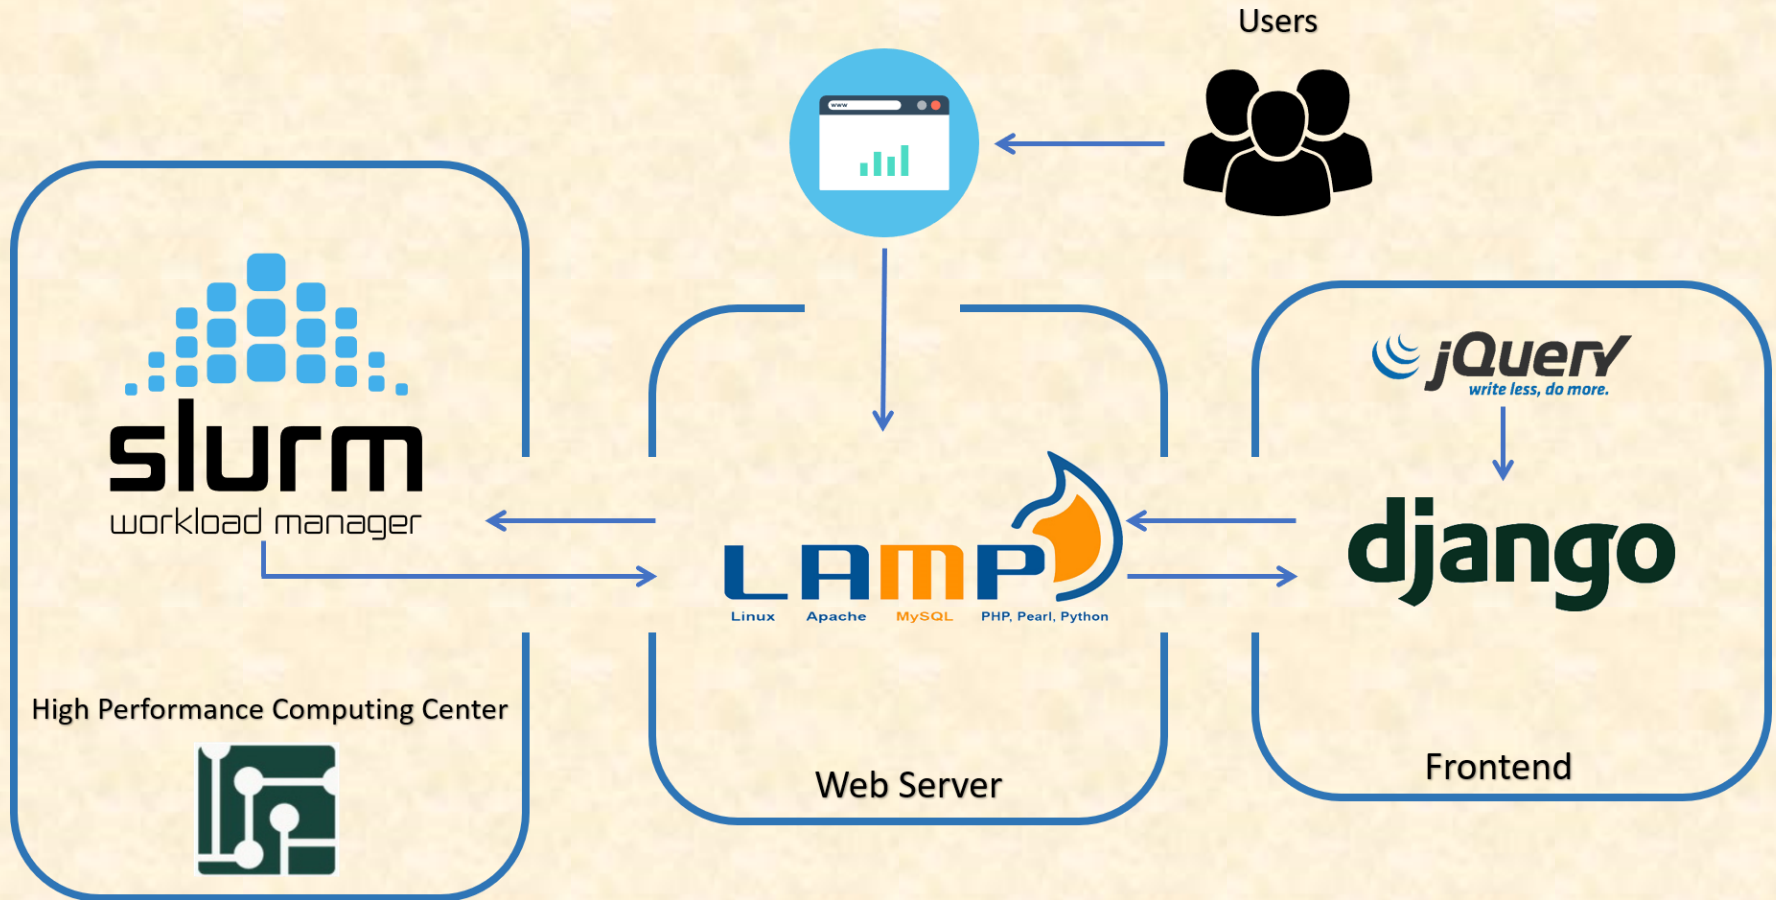 Users
www
jQuery
write less, do more.
slurm
workload manager
django
LAMP
Linux Apache MySQL PHP, Pearl, Python
High Performance Computing Center
Web Server
Frontend